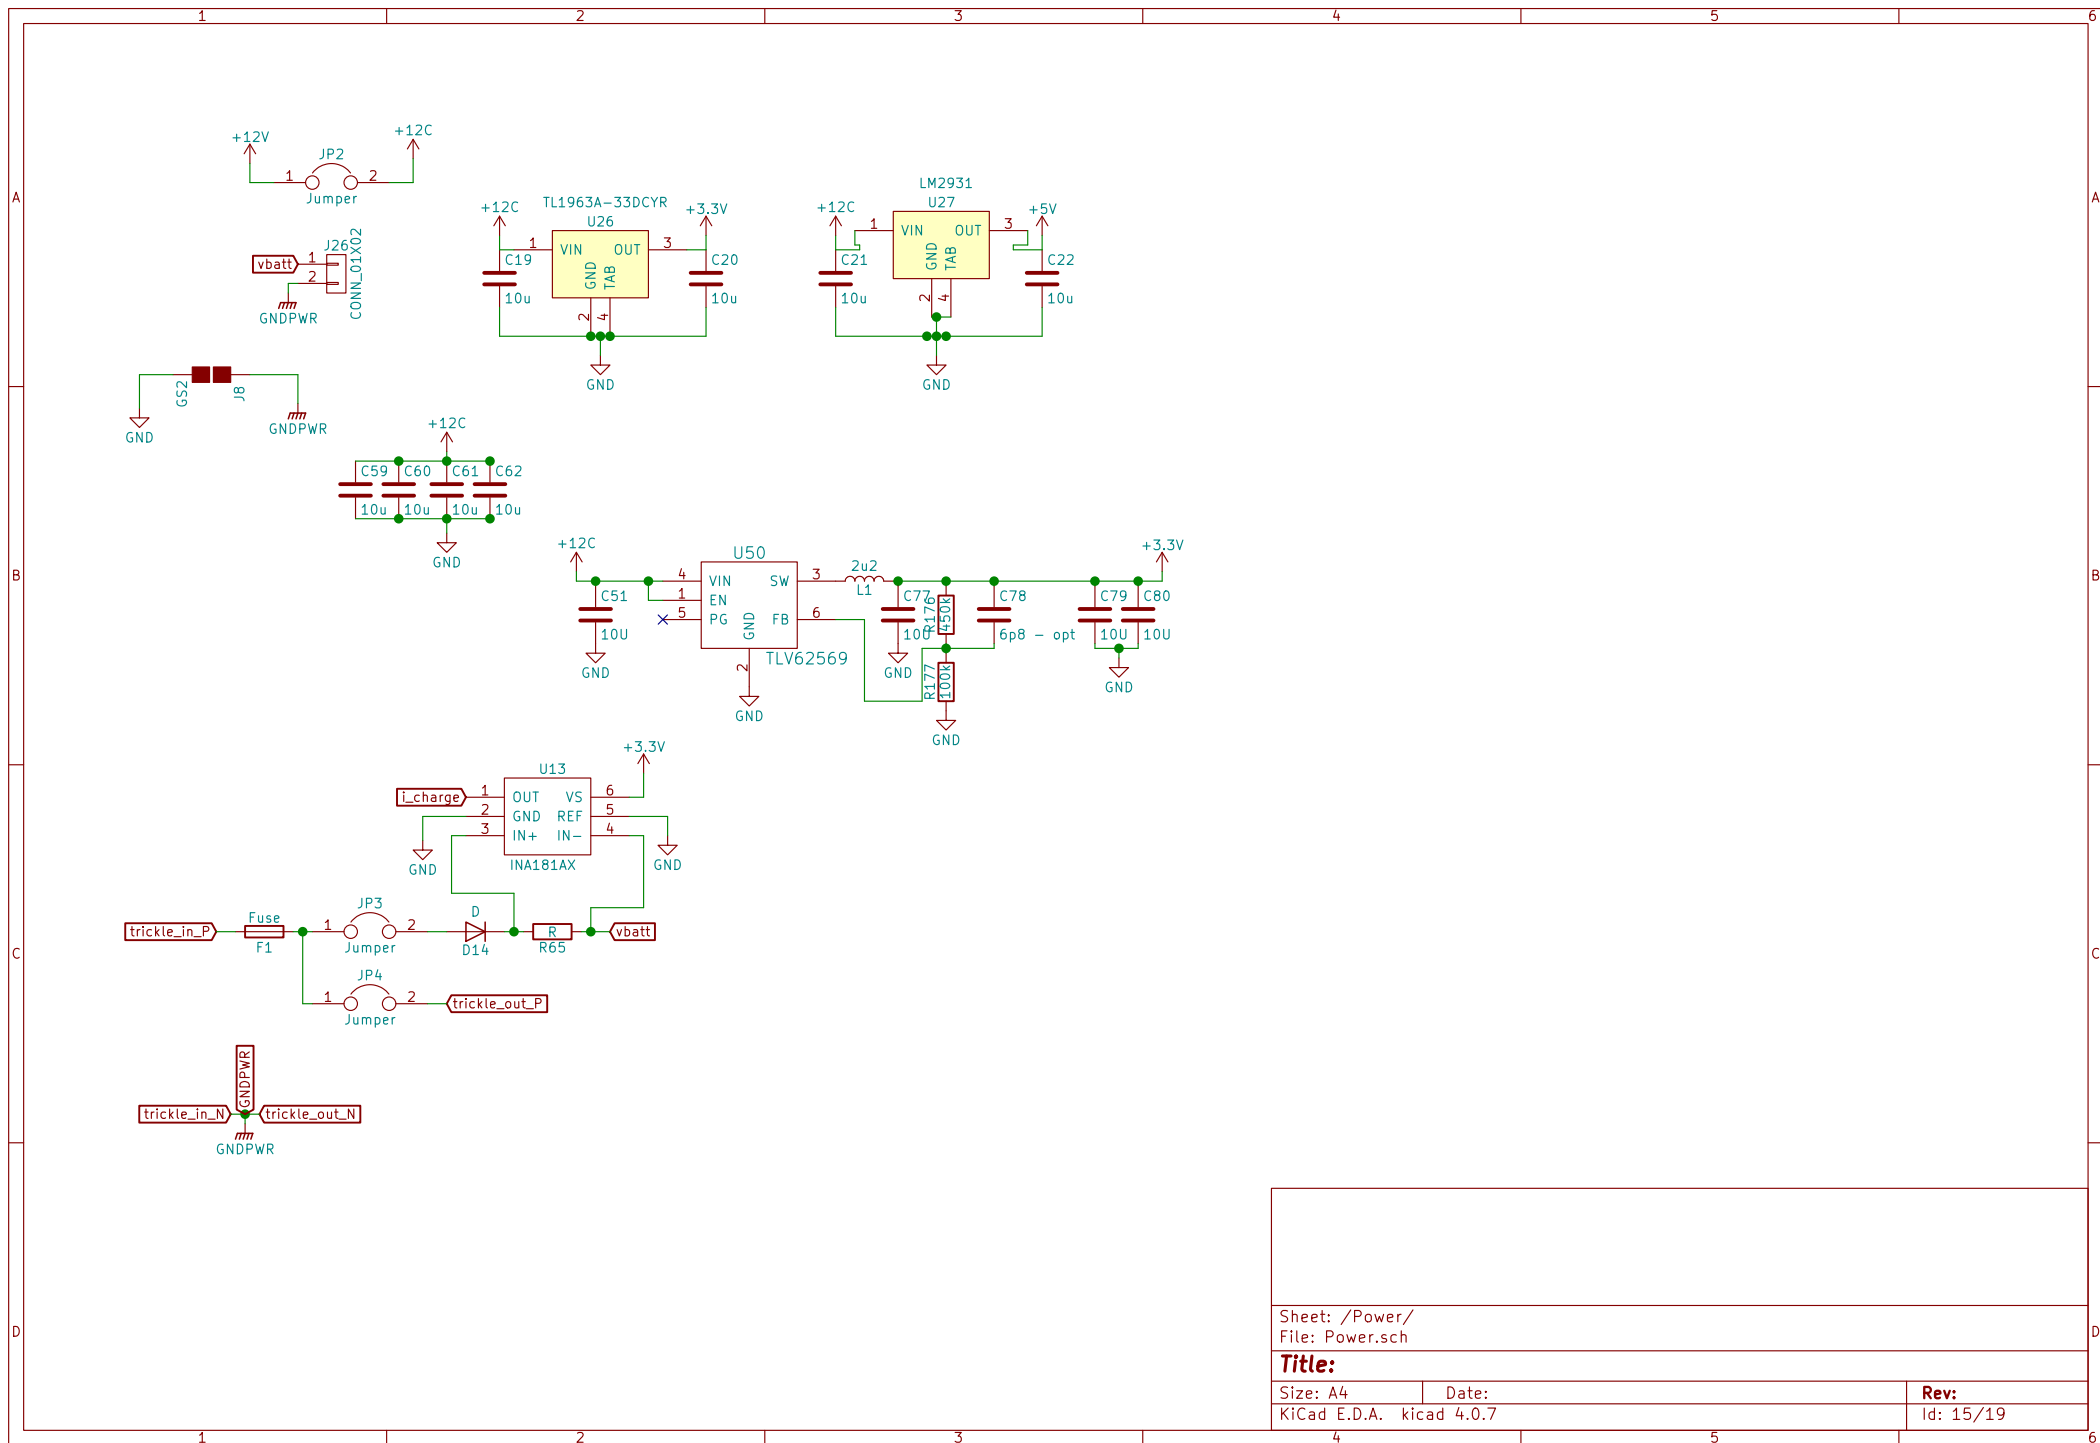 1 2 3 4 5 6
A
B
C
D
+12V
+12C
JP2
1 2
Jumper
J26
vbatt
1
2
CONN_01X02
GNDPWR
GS2
J8
GND
GNDPWR
TL1963A-33DCYR
U26
+12C
+3.3V
1 VIN OUT 3
GND
TAB
2
4
C19
10u
C20
10u
GND
LM2931
U27
+12C
+5V
1 VIN OUT 3
GND
TAB
2
4
C21
10u
C22
10u
GND
+12C
C59 C60 C61 C62
10u 10u 10u 10u
GND
+12C
U50
4 VIN SW 3
1 EN
5 PG FB 6
GND
2
TLV62569
GND
C51
10U
GND
2u2
L1
C77
10U
GND
R176
450k
R177
100k
GND
C78
6p8 - opt
C79
10U
C80
10U
GND
+3.3V
+3.3V
U13
i_charge
1 OUT VS 6
2 GND REF 5
3 IN+ IN- 4
INA181AX
GND
GND
trickle_in_P
Fuse
F1
JP3
1 2
Jumper
D
D14
R
R65
vbatt
JP4
1 2
Jumper
trickle_out_P
GNDPWR
trickle_in_N
trickle_out_N
GNDPWR
Sheet: /Power/
File: Power.sch
Title:
Size: A4 Date: Rev:
KiCad E.D.A. kicad 4.0.7 Id: 15/19
A
B
C
D
1 2 3 4 5 6